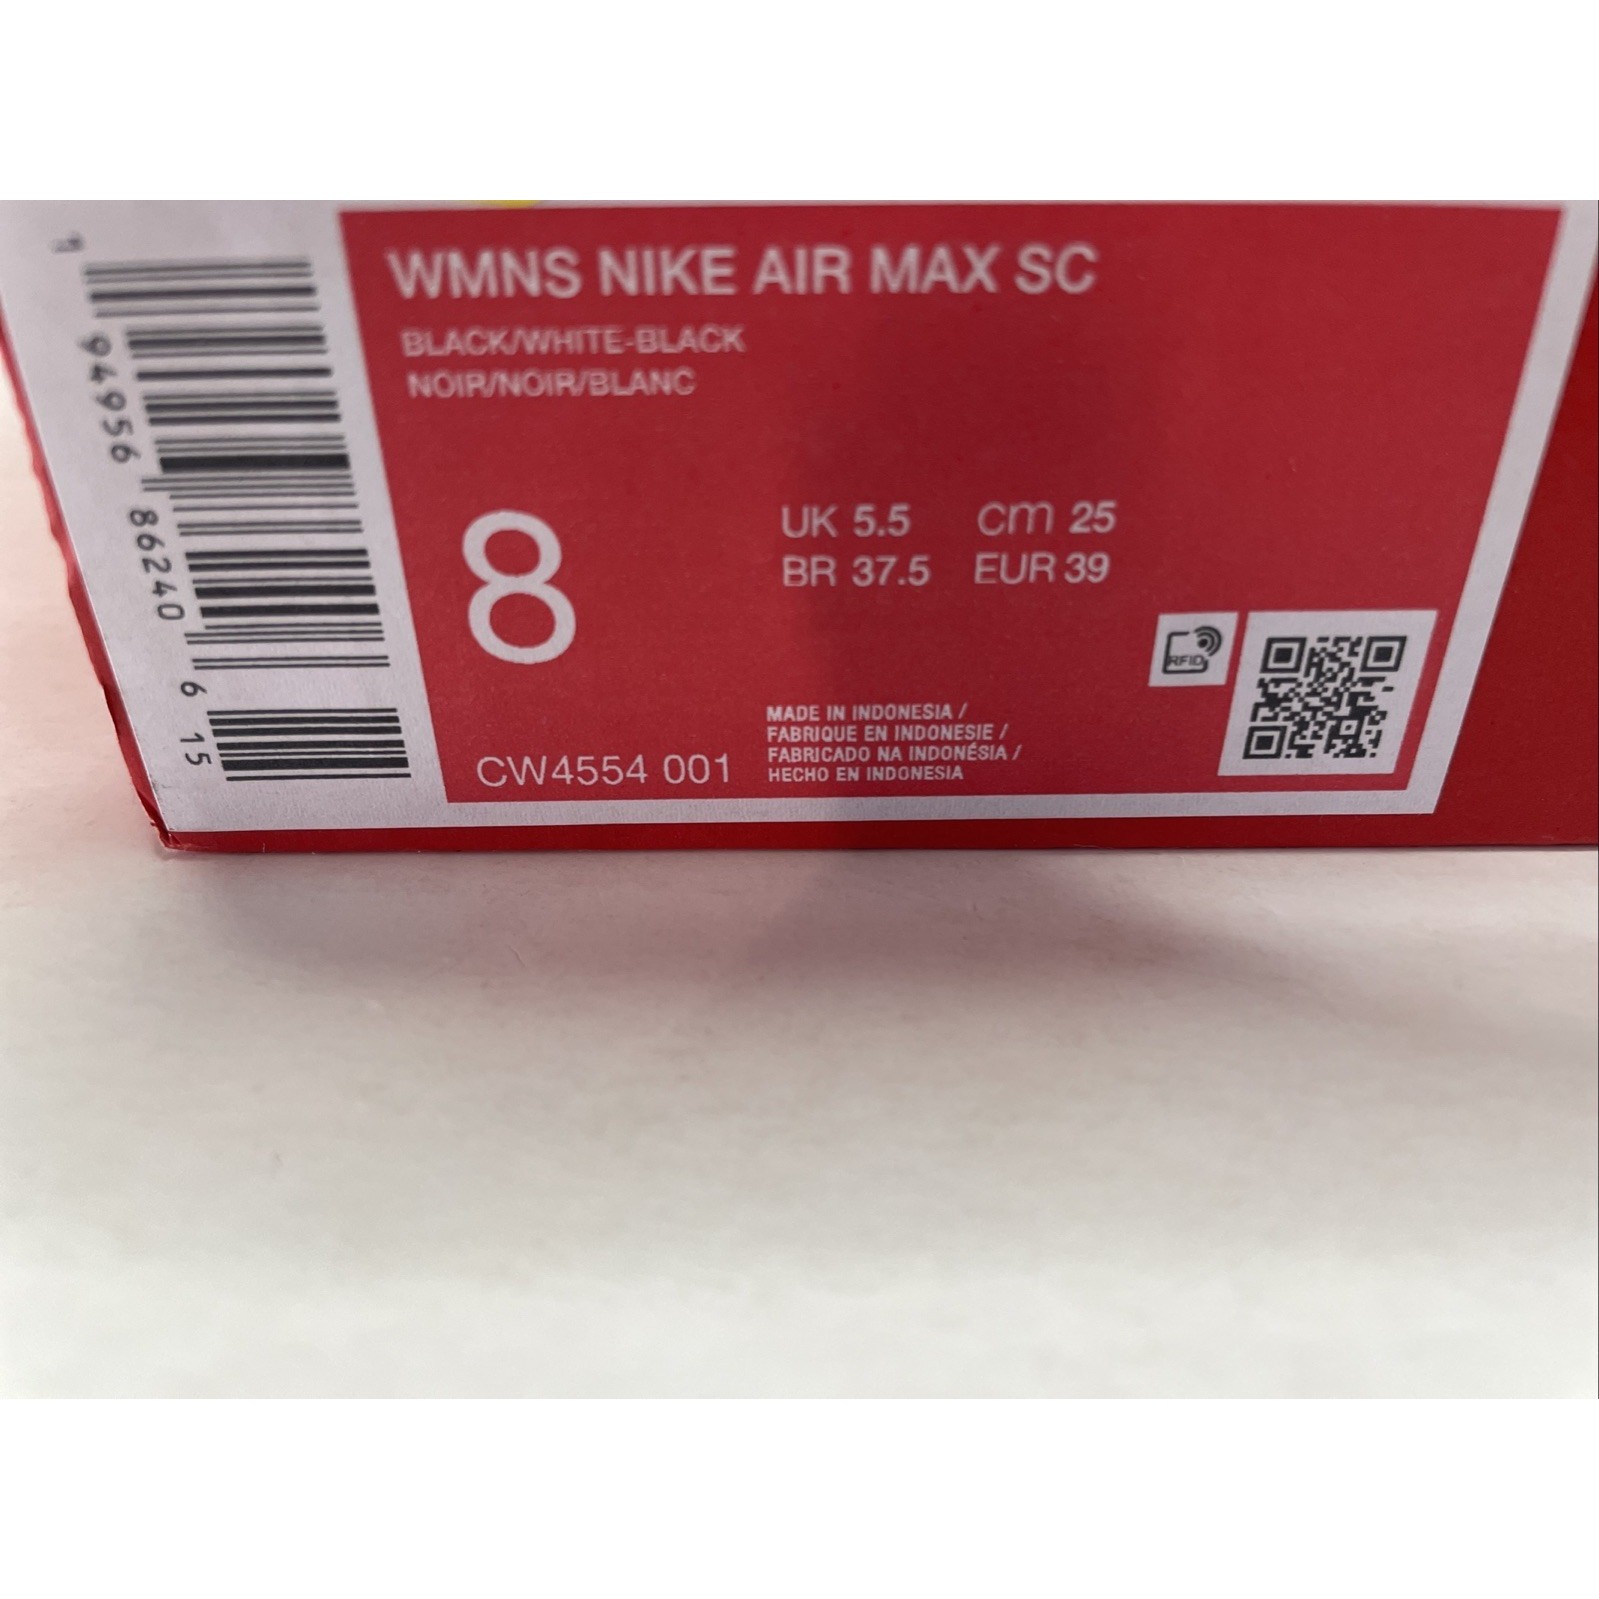 WMNS NIKE AIR MAX SC
BLACK/WHITE-BLACK
NOIR/NOIR/BLANC
8
UK 5.5 cm 25
BR 37.5 EUR 39
RFID
CW4554 001
MADE IN INDONESIA /
FABRIQUE EN INDONESIE /
FABRICADO NA INDONÉSIA /
HECHO EN INDONESIA
1 94956 86240 6 15